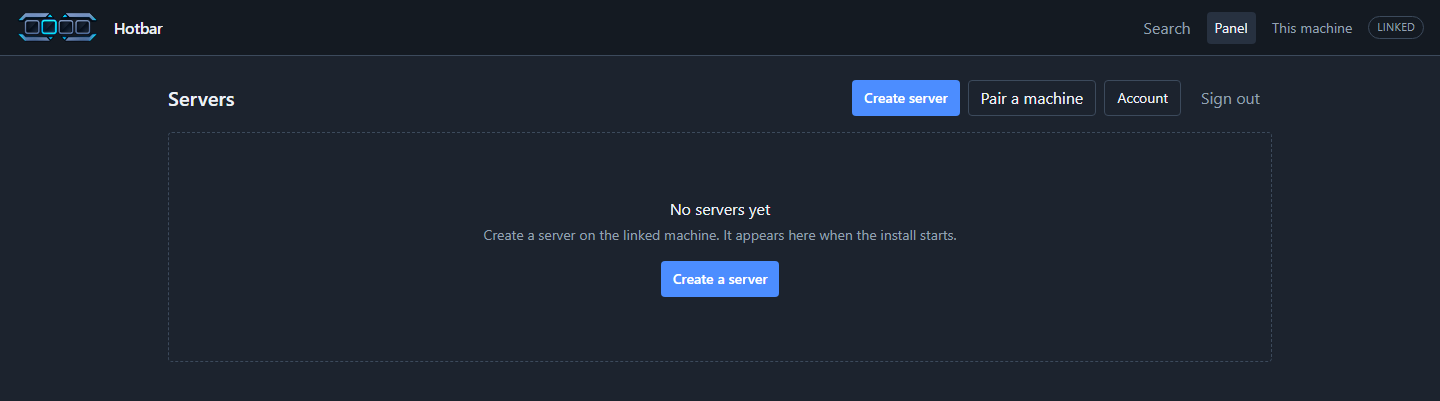 Hotbar
Search
Panel
This machine
LINKED
Servers
Create server
Pair a machine
Account
Sign out
No servers yet
Create a server on the linked machine. It appears here when the install starts.
Create a server